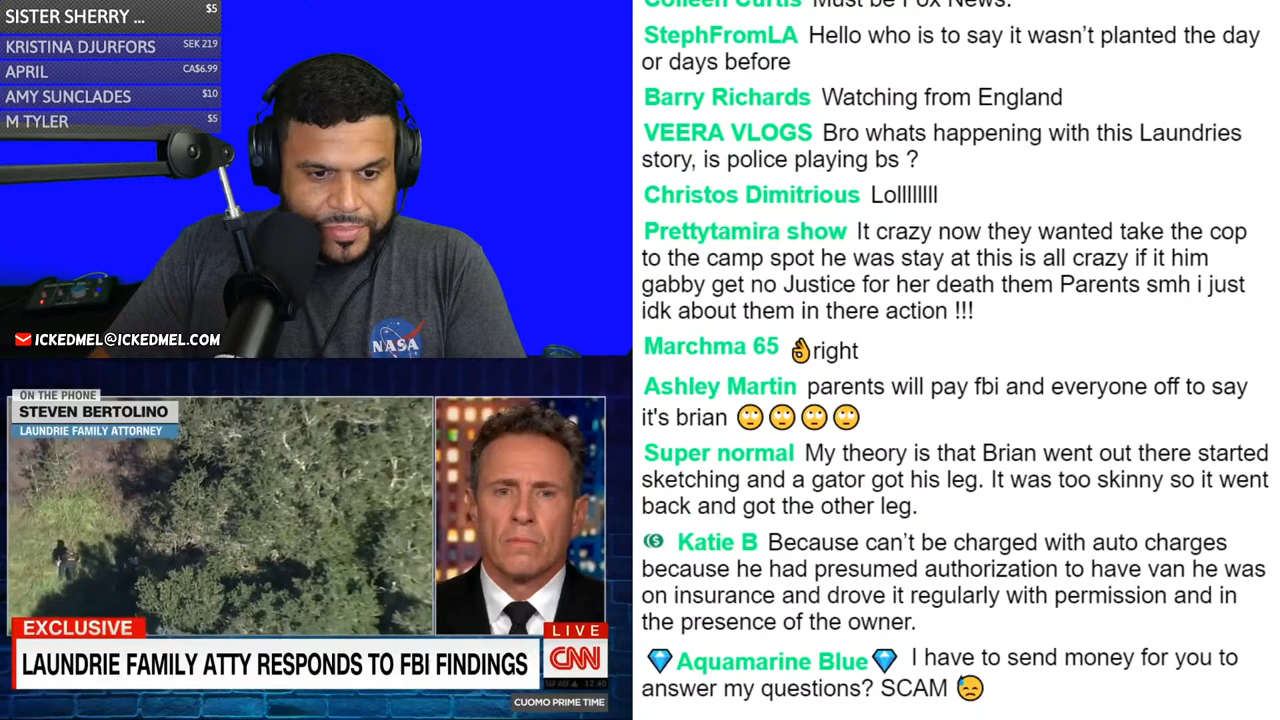 SISTER SHERRY ... $5
KRISTINA DJURFORS SEK 219
APRIL CA$6.99
AMY SUNCLADES $10
M TYLER $5
NASA
ICKEDMEL@ICKEDMEL.COM
ON THE PHONE
STEVEN BERTOLINO
LAUNDRIE FAMILY ATTORNEY
EXCLUSIVE
LAUNDRIE FAMILY ATTY RESPONDS TO FBI FINDINGS
LIVE
CNN
CUOMO PRIME TIME
Colleen Curtis Must be Fox News.
StephFromLA Hello who is to say it wasn’t planted the day
or days before
Barry Richards Watching from England
VEERA VLOGS Bro whats happening with this Laundries
story, is police playing bs ?
Christos Dimitrious Lollllllll
Prettytamira show It crazy now they wanted take the cop
to the camp spot he was stay at this is all crazy if it him
gabby get no Justice for her death them Parents smh i just
idk about them in there action !!!
Marchma 65 👌right
Ashley Martin parents will pay fbi and everyone off to say
it's brian 🙄🙄🙄🙄
Super normal My theory is that Brian went out there started
sketching and a gator got his leg. It was too skinny so it went
back and got the other leg.
Katie B Because can’t be charged with auto charges
because he had presumed authorization to have van he was
on insurance and drove it regularly with permission and in
the presence of the owner.
💎Aquamarine Blue💎 I have to send money for you to
answer my questions? SCAM 😓